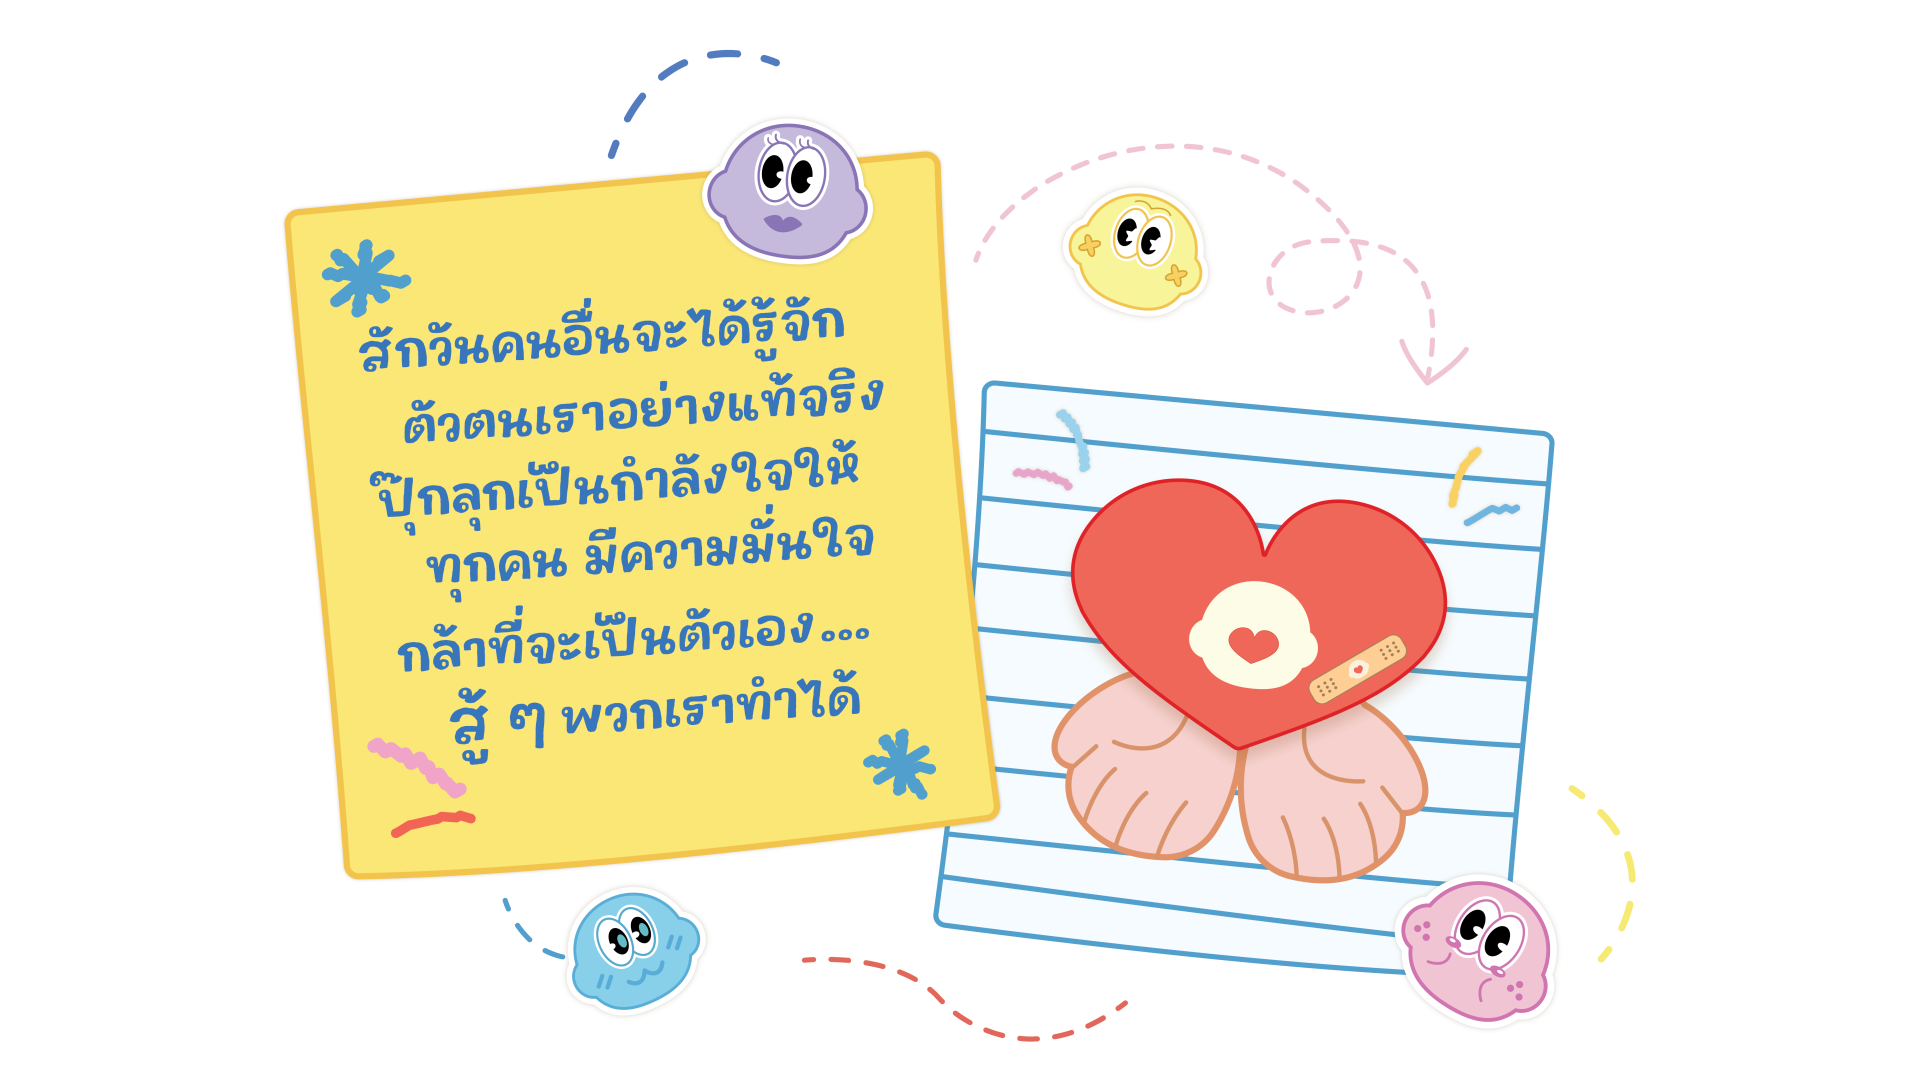 สักวันคนอื่นจะได้รู้จัก
ตัวตนเราอย่างแท้จริง
ปุ๊กลุกเป็นกำลังใจให้
ทุกคน มีความมั่นใจ
กล้าที่จะเป็นตัวเอง...
สู้ ๆ พวกเราทำได้